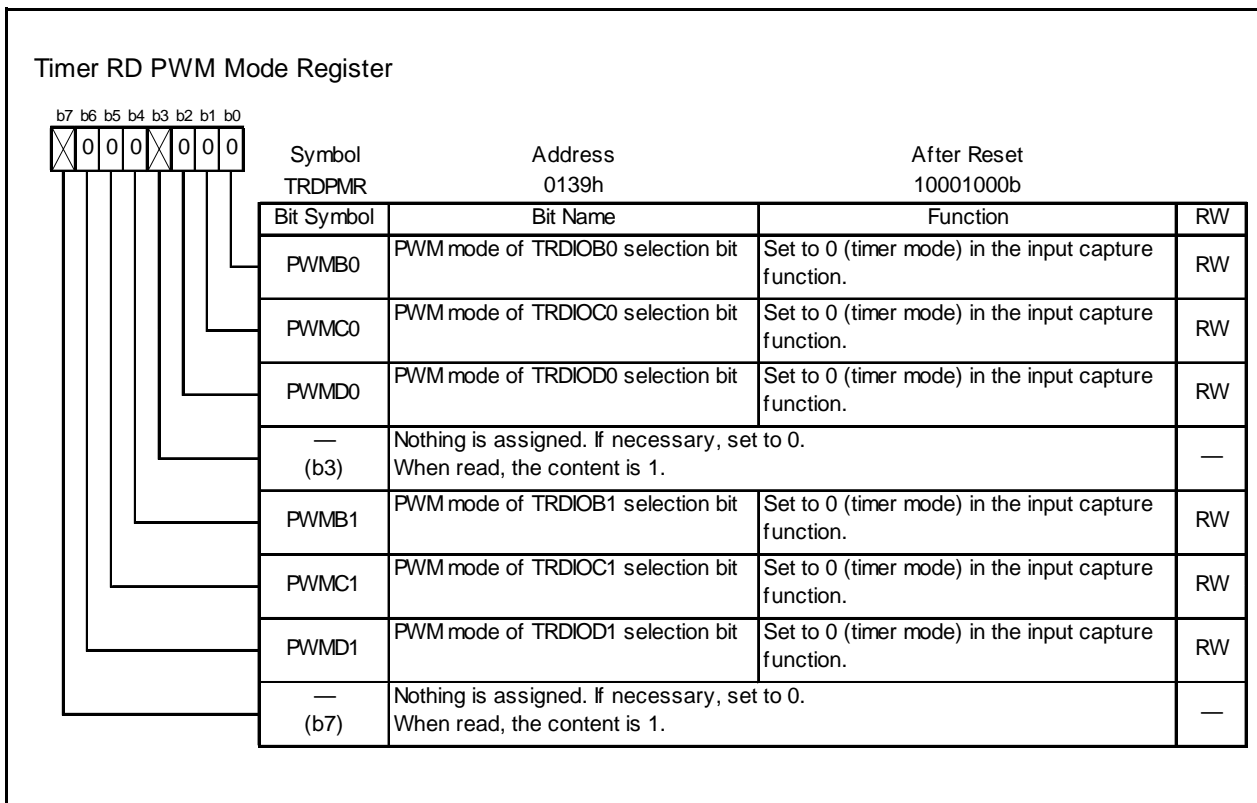 Timer RD PWM Mode Register
b7 b6 b5 b4 b3 b2 b1 b0
0 0 0 0 0 0
Symbol Address After Reset
TRDPMR 0139h 10001000b
Bit Symbol Bit Name Function RW
PWMB0 PWM mode of TRDIOB0 selection bit Set to 0 (timer mode) in the input capture function. RW
PWMC0 PWM mode of TRDIOC0 selection bit Set to 0 (timer mode) in the input capture function. RW
PWMD0 PWM mode of TRDIOD0 selection bit Set to 0 (timer mode) in the input capture function. RW
— Nothing is assigned. If necessary, set to 0. —
(b3) When read, the content is 1.
PWMB1 PWM mode of TRDIOB1 selection bit Set to 0 (timer mode) in the input capture function. RW
PWMC1 PWM mode of TRDIOC1 selection bit Set to 0 (timer mode) in the input capture function. RW
PWMD1 PWM mode of TRDIOD1 selection bit Set to 0 (timer mode) in the input capture function. RW
— Nothing is assigned. If necessary, set to 0. —
(b7) When read, the content is 1.